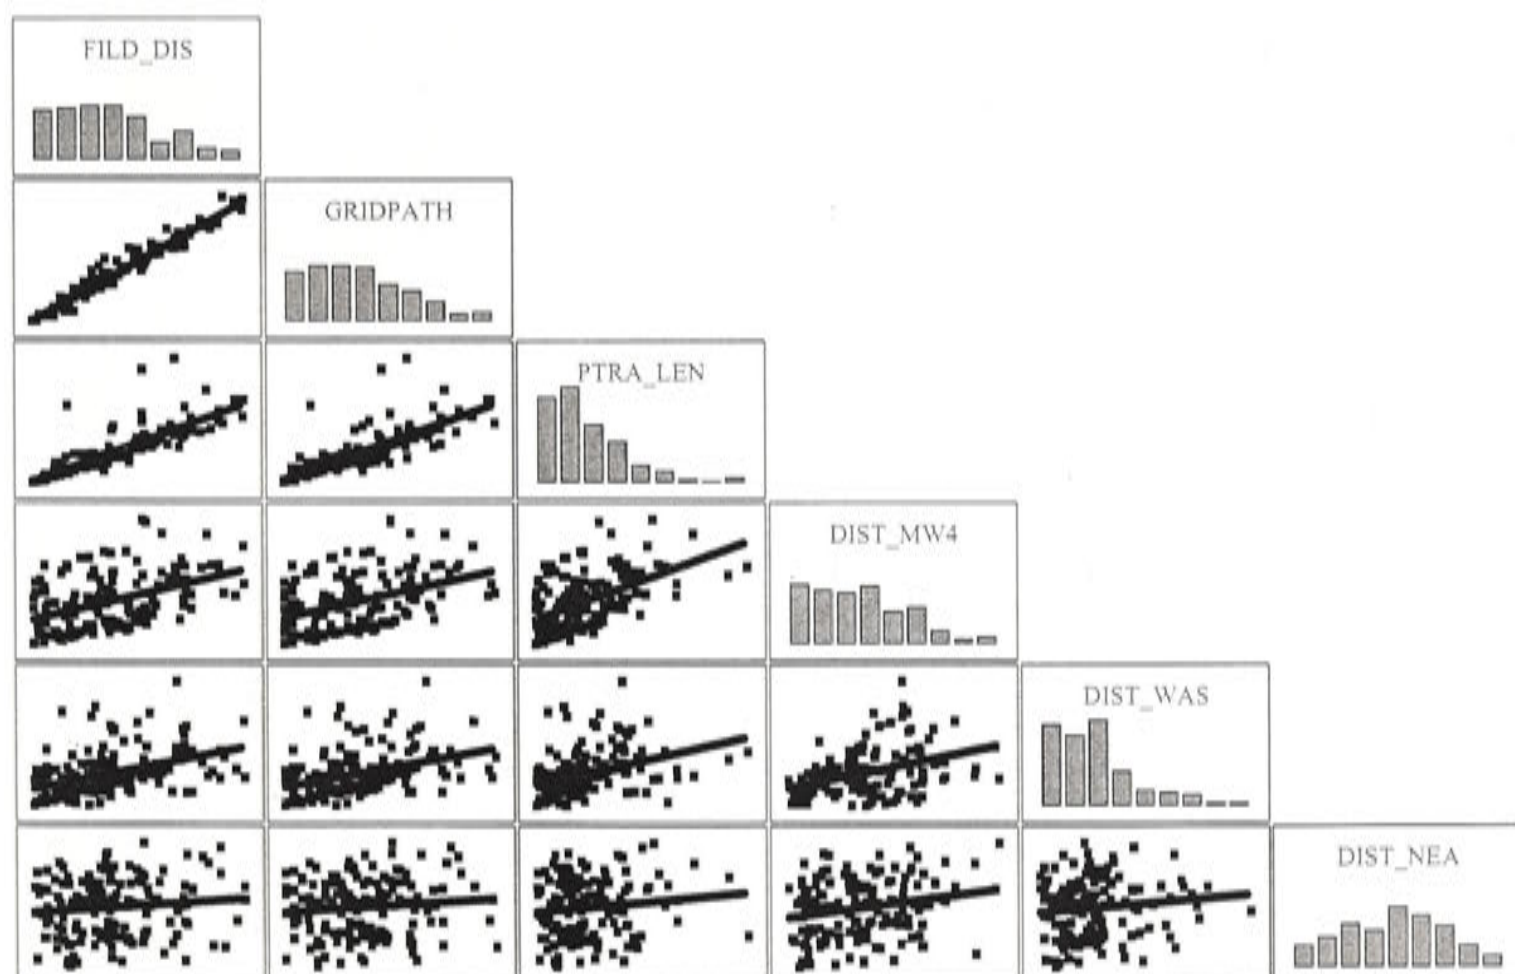 FILD_DIS
GRIDPATH
PTRA_LEN
DIST_MW4
DIST_WAS
DIST_NEA